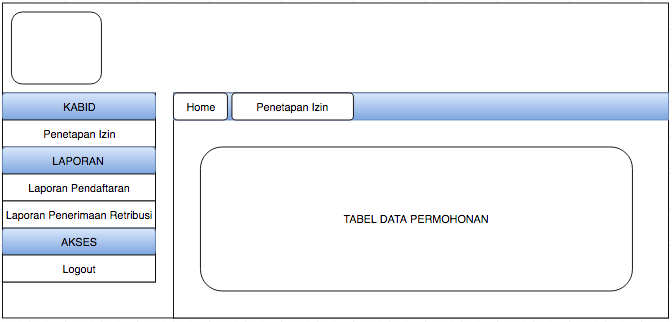 KABID
Penetapan Izin
LAPORAN
Laporan Pendaftaran
Laporan Penerimaan Retribusi
AKSES
Logout
Home
Penetapan Izin
TABEL DATA PERMOHONAN